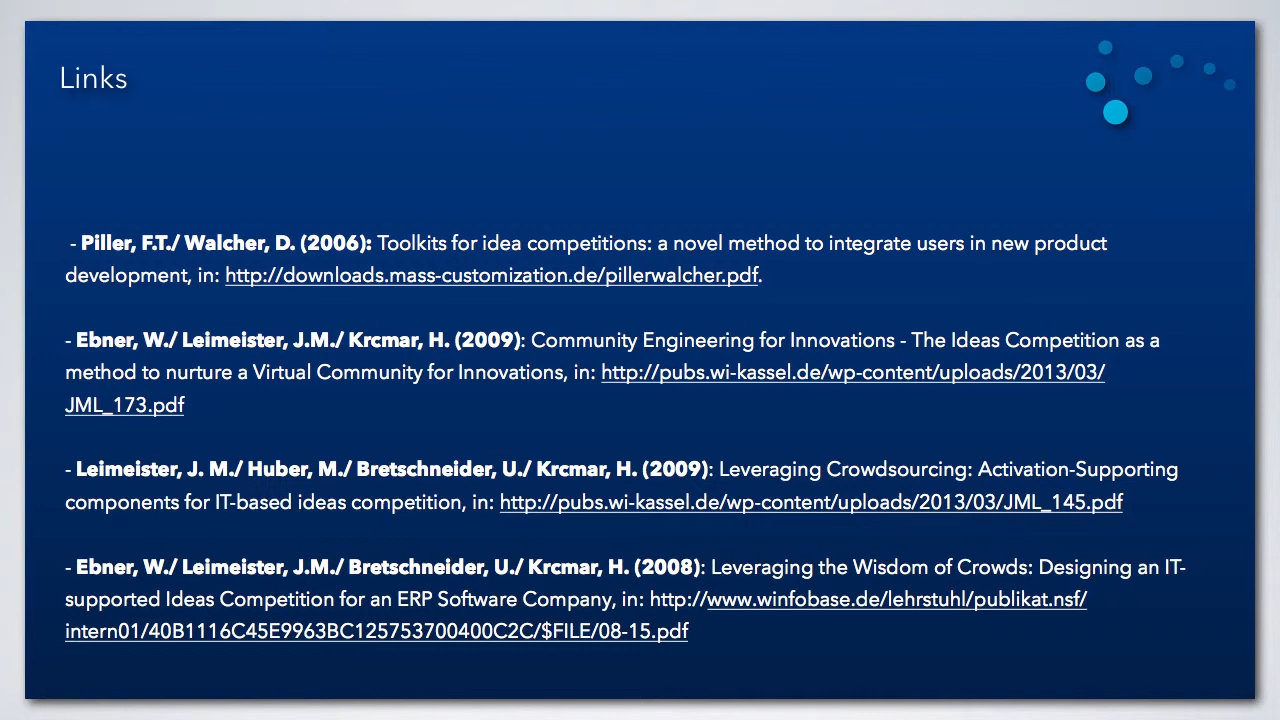 Links
- Piller, F.T./ Walcher, D. (2006): Toolkits for idea competitions: a novel method to integrate users in new product
development, in: http://downloads.mass-customization.de/pillerwalcher.pdf.
- Ebner, W./ Leimeister, J.M./ Krcmar, H. (2009): Community Engineering for Innovations - The Ideas Competition as a
method to nurture a Virtual Community for Innovations, in: http://pubs.wi-kassel.de/wp-content/uploads/2013/03/
JML_173.pdf
- Leimeister, J. M./ Huber, M./ Bretschneider, U./ Krcmar, H. (2009): Leveraging Crowdsourcing: Activation-Supporting
components for IT-based ideas competition, in: http://pubs.wi-kassel.de/wp-content/uploads/2013/03/JML_145.pdf
- Ebner, W./ Leimeister, J.M./ Bretschneider, U./ Krcmar, H. (2008): Leveraging the Wisdom of Crowds: Designing an IT-
supported Ideas Competition for an ERP Software Company, in: http://www.winfobase.de/lehrstuhl/publikat.nsf/
intern01/40B1116C45E9963BC125753700400C2C/$FILE/08-15.pdf